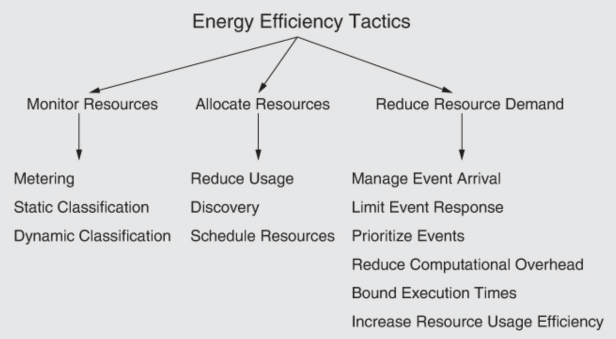 Energy Efficiency Tactics
Monitor Resources
Allocate Resources
Reduce Resource Demand
Metering
Static Classification
Dynamic Classification
Reduce Usage
Discovery
Schedule Resources
Manage Event Arrival
Limit Event Response
Prioritize Events
Reduce Computational Overhead
Bound Execution Times
Increase Resource Usage Efficiency